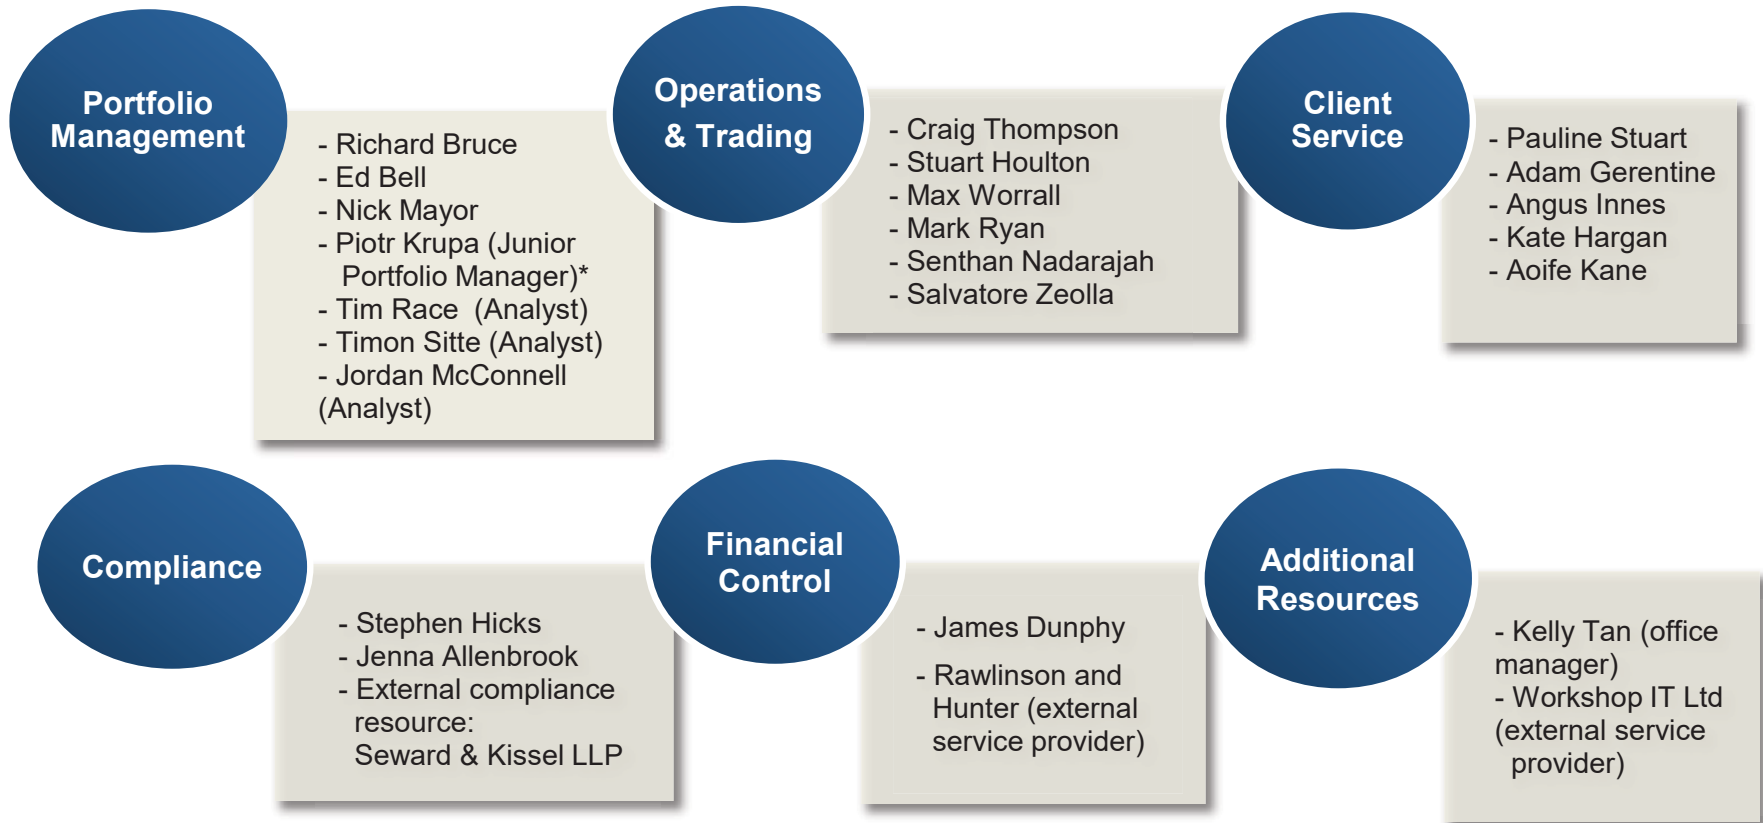 Portfolio
Management
- Richard Bruce
- Ed Bell
- Nick Mayor
- Piotr Krupa (Junior
Portfolio Manager)*
- Tim Race (Analyst)
- Timon Sitte (Analyst)
- Jordan McConnell
(Analyst)
Operations
& Trading
- Craig Thompson
- Stuart Houlton
- Max Worrall
- Mark Ryan
- Senthan Nadarajah
- Salvatore Zeolla
Client
Service
- Pauline Stuart
- Adam Gerentine
- Angus Innes
- Kate Hargan
- Aoife Kane
Compliance
- Stephen Hicks
- Jenna Allenbrook
- External compliance
resource:
Seward & Kissel LLP
Financial
Control
- James Dunphy
- Rawlinson and
Hunter (external
service provider)
Additional
Resources
- Kelly Tan (office
manager)
- Workshop IT Ltd
(external service
provider)